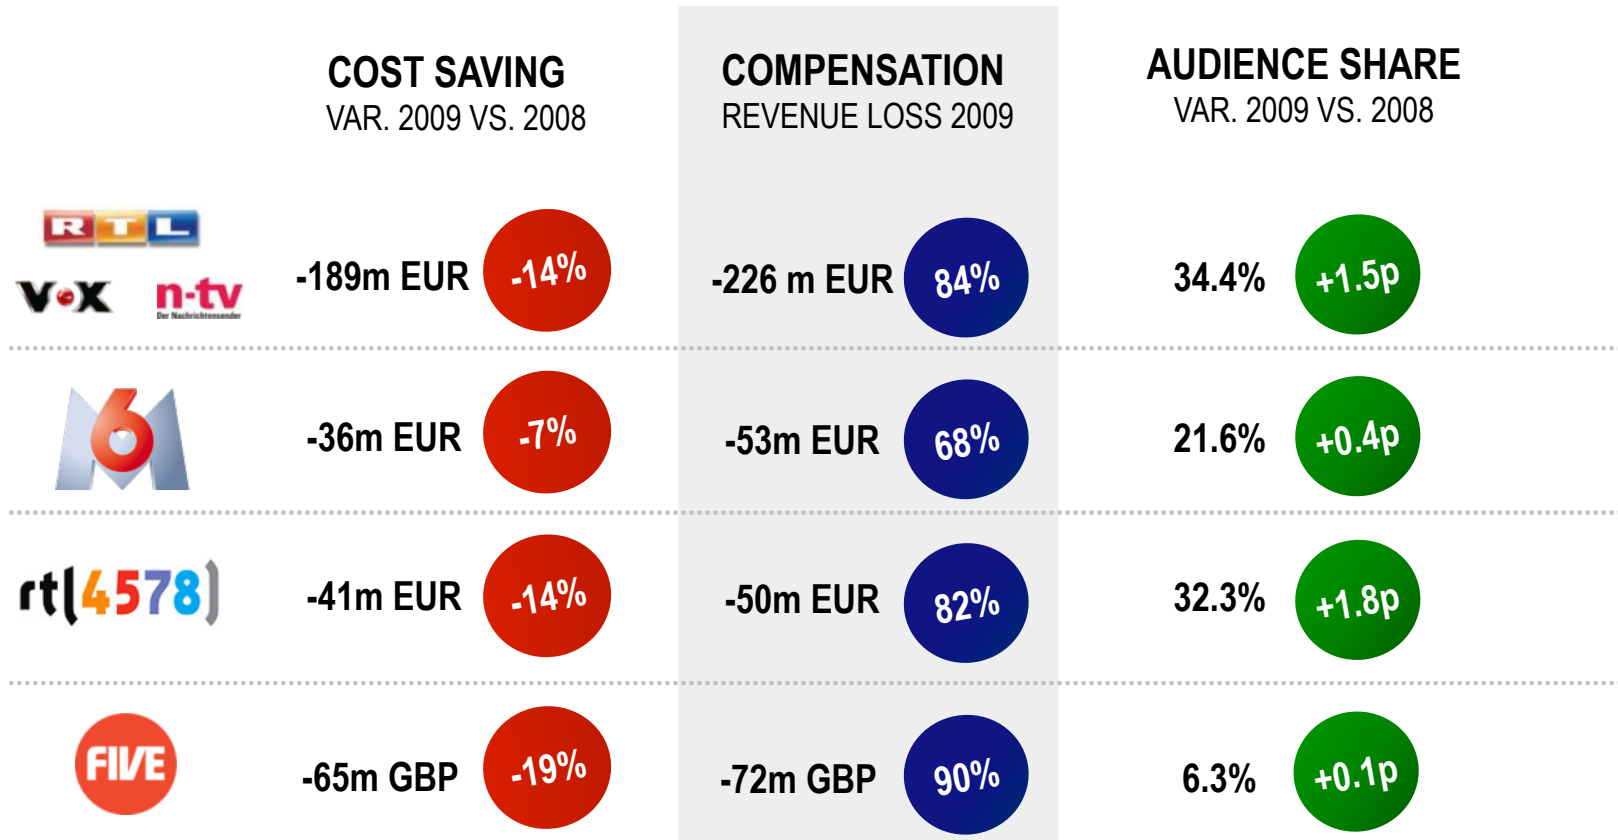 COST SAVING
VAR. 2009 VS. 2008
COMPENSATION
REVENUE LOSS 2009
AUDIENCE SHARE
VAR. 2009 VS. 2008
RTL
VOX n-tv
Der Nachrichtensender
-189m EUR -14% -226 m EUR 84% 34.4% +1.5p
M6
-36m EUR -7% -53m EUR 68% 21.6% +0.4p
rtl(4578)
-41m EUR -14% -50m EUR 82% 32.3% +1.8p
FIVE
-65m GBP -19% -72m GBP 90% 6.3% +0.1p